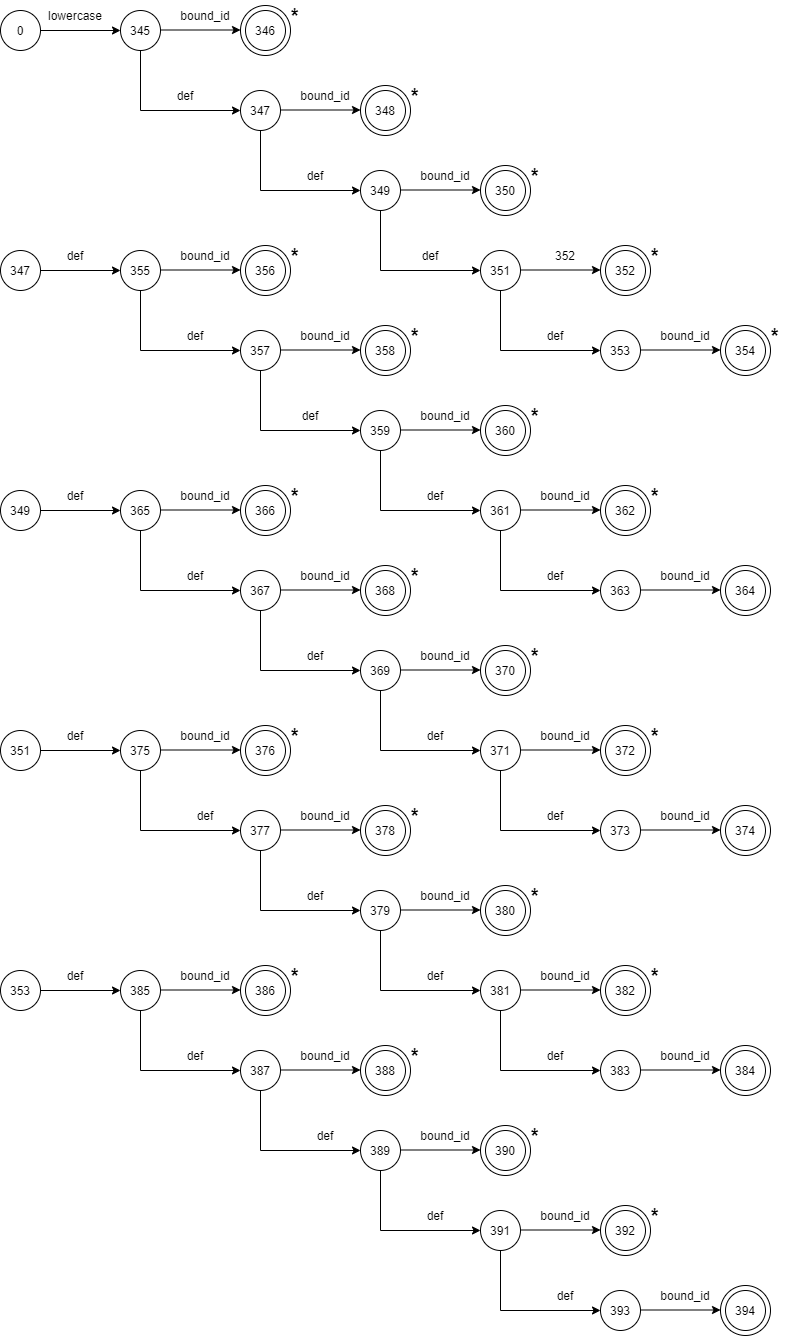 lowercase bound_id *
0 345 346
def bound_id *
347 348
def bound_id *
349 350
def bound_id * def 352 *
347 355 356 351 352
def bound_id * def bound_id *
357 358 353 354
def bound_id *
359 360
def bound_id * def bound_id *
349 365 366 361 362
def bound_id * def bound_id
367 368 363 364
def bound_id *
369 370
def bound_id * def bound_id *
351 375 376 371 372
def bound_id * def bound_id
377 378 373 374
def bound_id *
379 380
def bound_id * def bound_id *
353 385 386 381 382
def bound_id * def bound_id
387 388 383 384
def bound_id *
389 390
def bound_id *
391 392
def bound_id
393 394